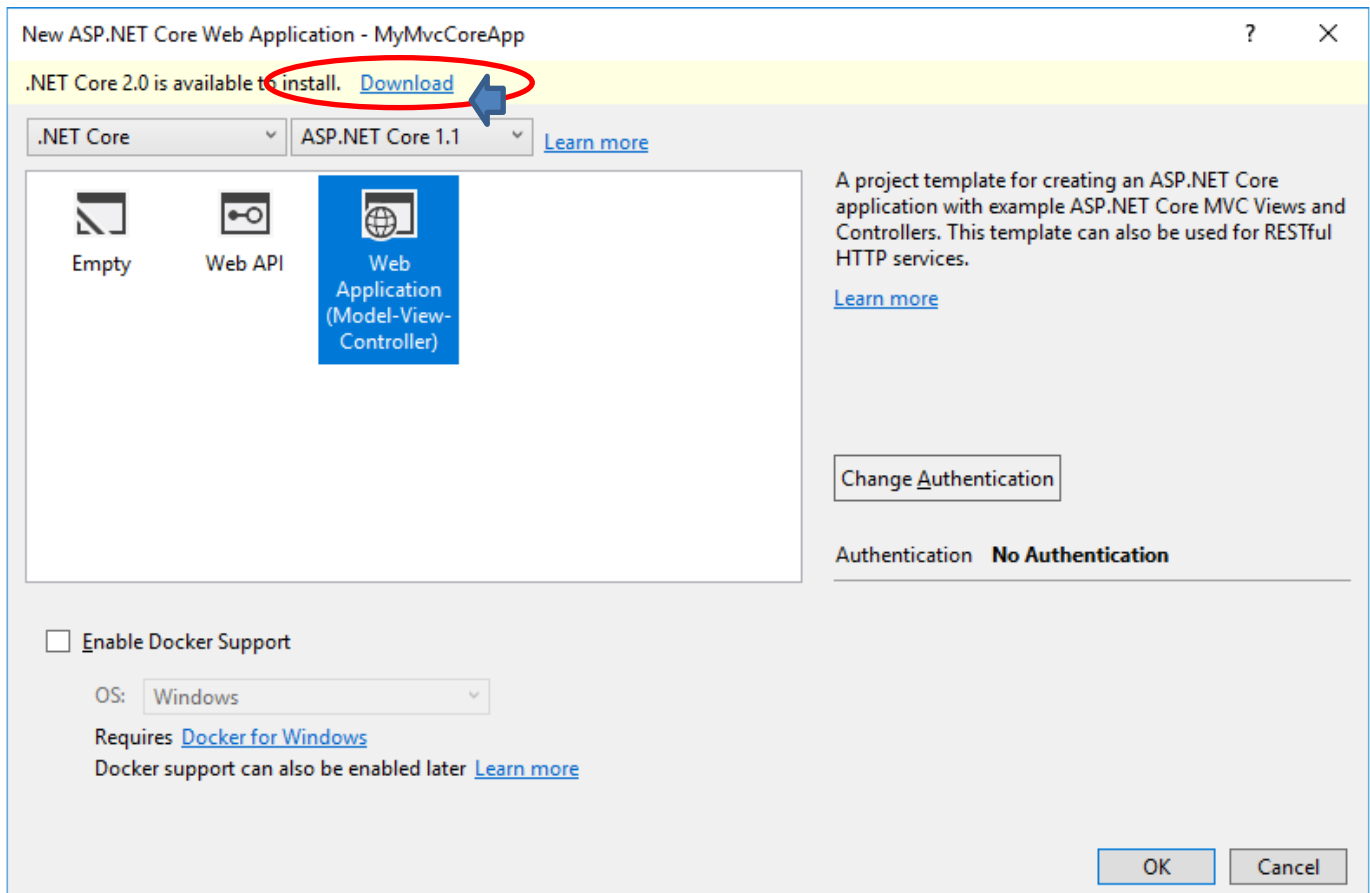 New ASP.NET Core Web Application - MyMvcCoreApp
?
.NET Core 2.0 is available to install. Download
.NET Core
ASP.NET Core 1.1
Learn more
Empty
Web API
Web
Application
(Model-View-
Controller)
A project template for creating an ASP.NET Core
application with example ASP.NET Core MVC Views and
Controllers. This template can also be used for RESTful
HTTP services.
Learn more
Change Authentication
Authentication No Authentication
Enable Docker Support
OS: Windows
Requires Docker for Windows
Docker support can also be enabled later Learn more
OK
Cancel